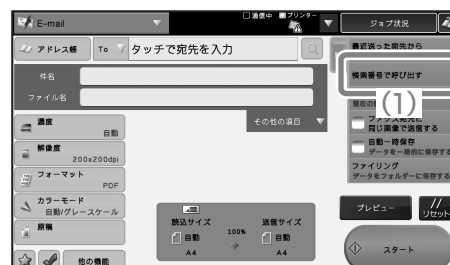 E-mail
通信中
プリンター
ジョブ状況
アドレス帳
To
タッチで宛先を入力
最近送った宛先から
件名
検索番号で呼び出す
ファイル名
(1)
その他の項目
ファクス宛先と
同じ画像で送信する
自動一時保存
データを一時的に保存する
ファイリング
データをフォルダーに保存する
濃度
自動
解像度
200x200dpi
フォーマット
PDF
カラーモード
自動/グレースケール
原稿
他の機能
読込サイズ
自動
A4
100%
送信サイズ
自動
A4
プレビュー
リセット
スタート